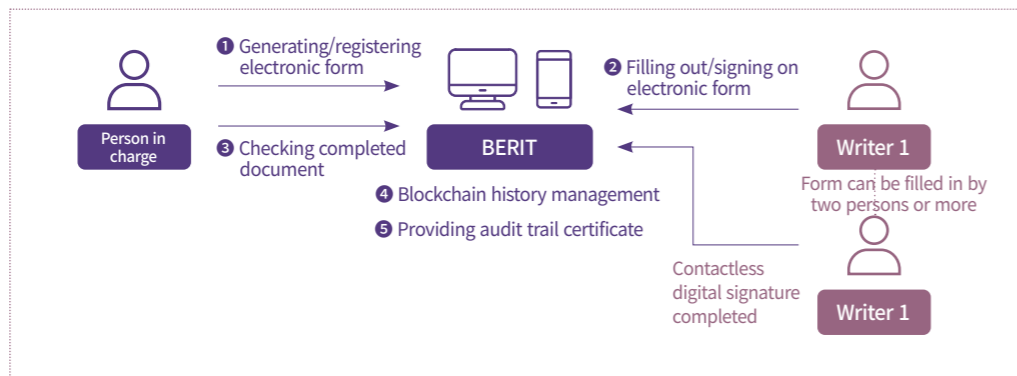 ❶ Generating/registering
electronic form
Person in
charge
❸ Checking completed
document
BERIT
❹ Blockchain history management
❺ Providing audit trail certificate
❷ Filling out/signing on
electronic form
Writer 1
Form can be filled in by
two persons or more
Contactless
digital signature
completed
Writer 1